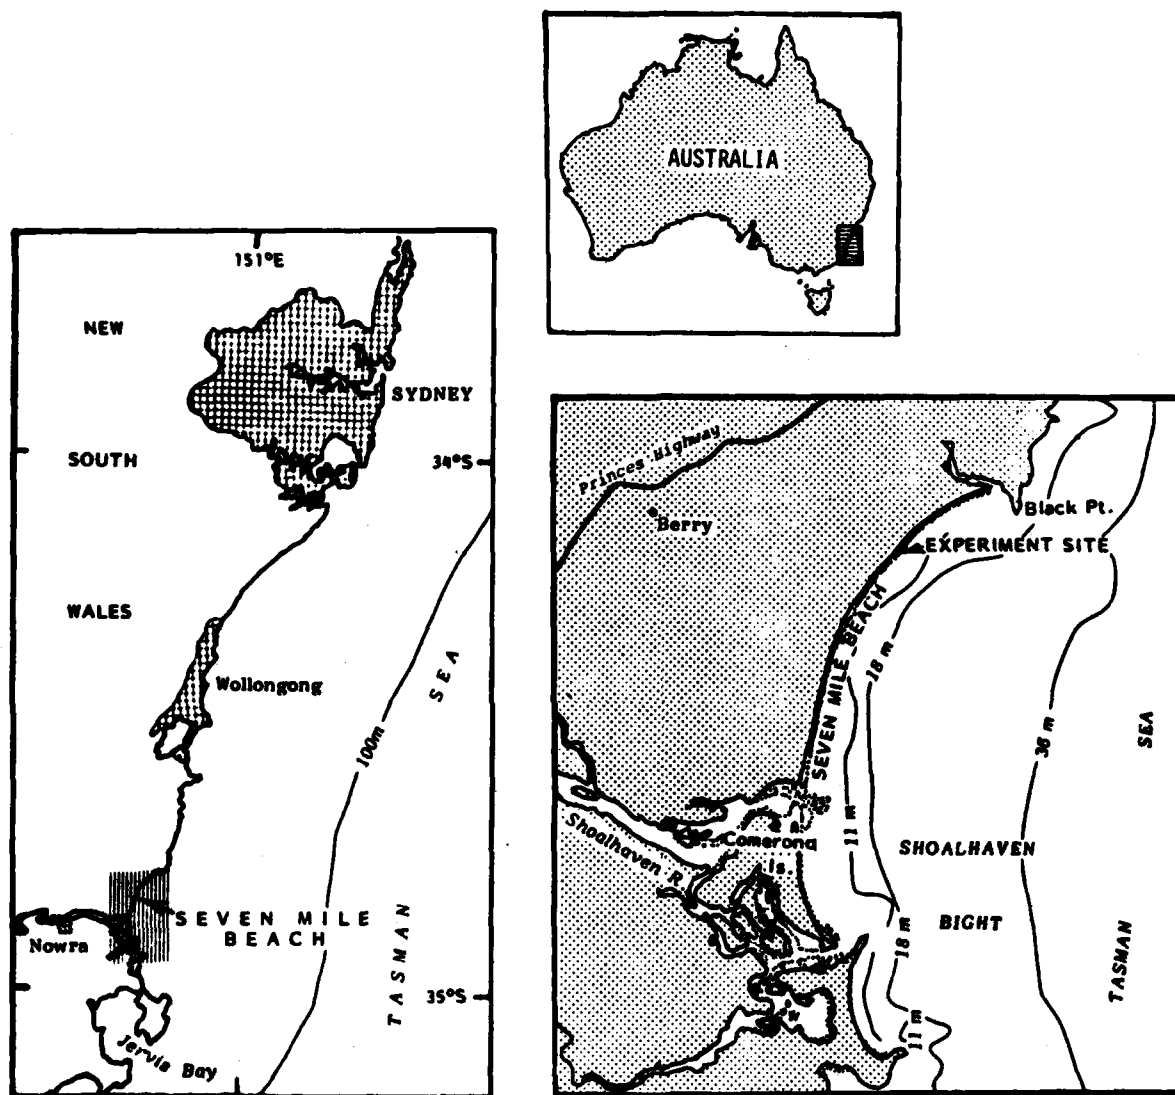 AUSTRALIA
151°E
NEW
SYDNEY
SOUTH
34°S
WALES
Wollongong
SEA
100m
SEVEN MILE
BEACH
Nowra
TASMAN
35°S
Jervis Bay
Princes Highway
Berry
Black Pt.
EXPERIMENT SITE
SEVEN MILE BEACH
18 m
36 m
SEA
11 m
Comerong
Is.
Shoalhaven R.
SHOALHAVEN
BIGHT
18 m
TASMAN
11 m